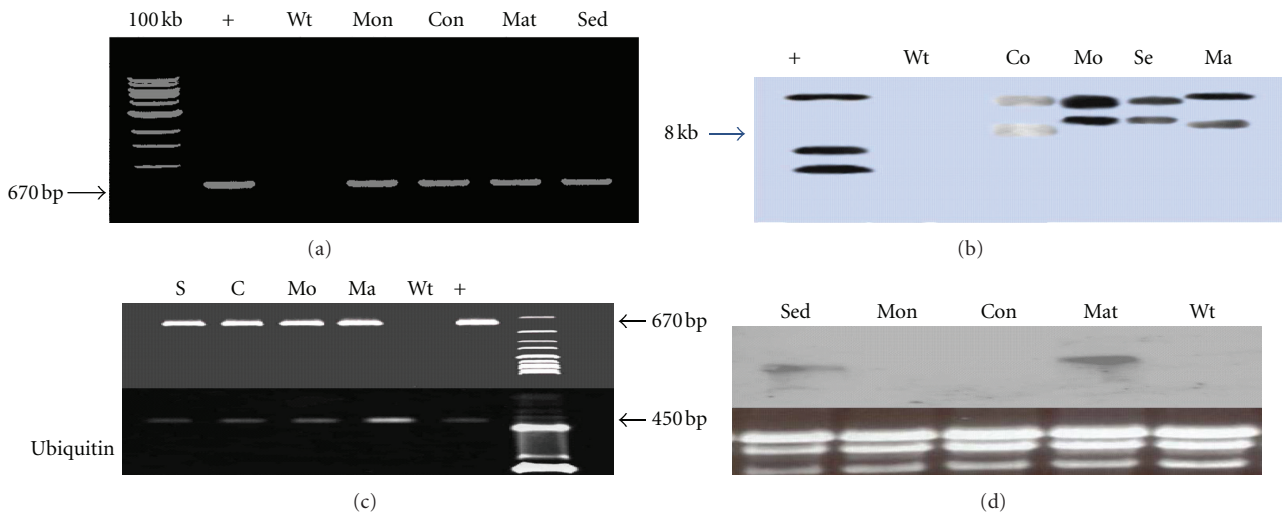 100 kb + Wt Mon Con Mat Sed
670 bp
(a)
+ Wt Co Mo Se Ma
8 kb
(b)
S C Mo Ma Wt +
670 bp
450 bp
Ubiquitin
(c)
Sed Mon Con Mat Wt
(d)